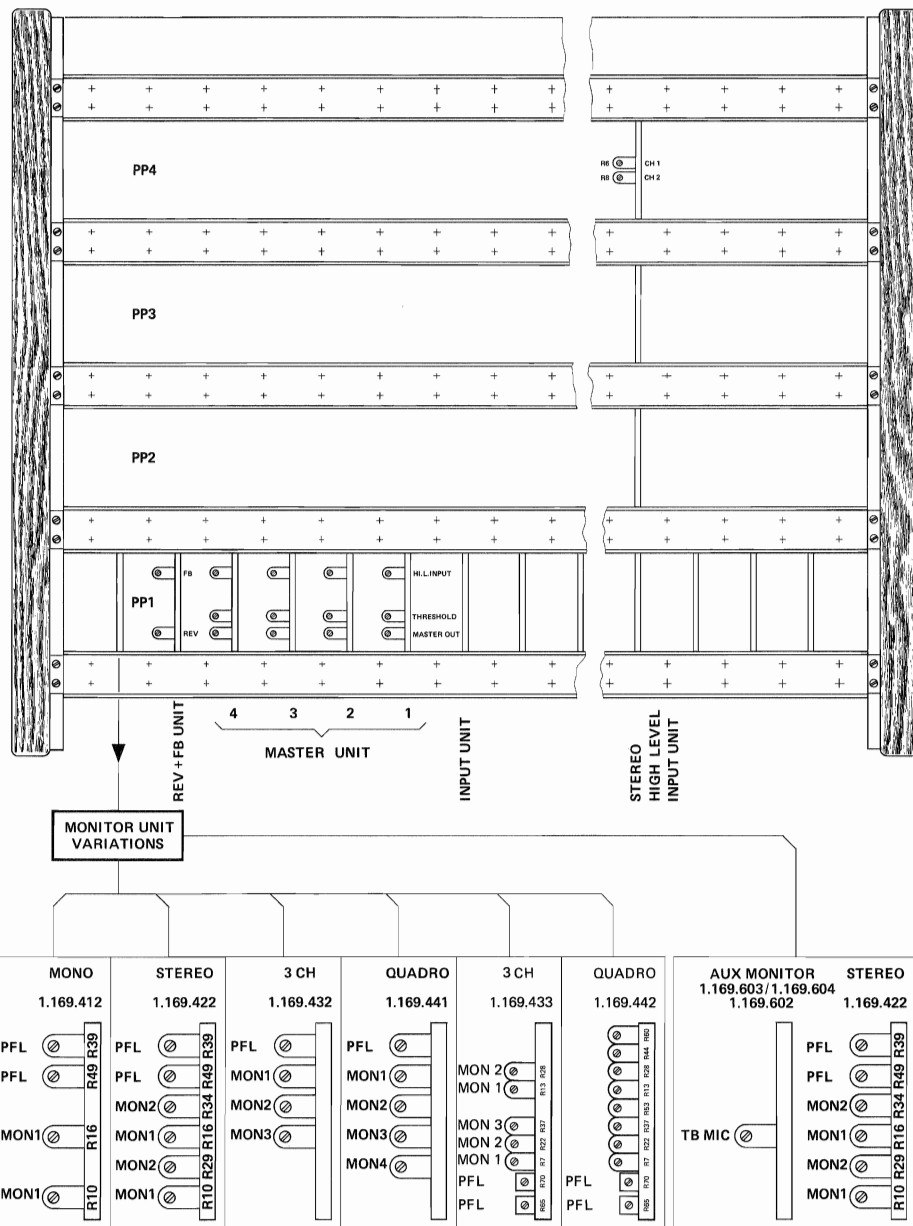 PP4
R6 CH 1
R8 CH 2
PP3
PP2
PP1
FB
HI.L.INPUT
THRESHOLD
REV
MASTER OUT
REV + FB UNIT
4 3 2 1
MASTER UNIT
INPUT UNIT
STEREO
HIGH LEVEL
INPUT UNIT
MONITOR UNIT
VARIATIONS
MONO
1.169.412
PFL R39
PFL R49
MON1 R16
MON1 R10
STEREO
1.169.422
PFL R39
PFL R49
MON2 R34
MON1 R16
MON2 R29
MON1 R10
3 CH
1.169.432
PFL
MON1
MON2
MON3
QUADRO
1.169.441
PFL
MON1
MON2
MON3
MON4
3 CH
1.169.433
MON 2 R28
MON 1 R13
MON 3 R37
MON 2 R22
MON 1 R7
PFL R70
PFL R65
QUADRO
1.169.442
R60
R44
R28
R13
R53
R37
R22
R7
PFL R70
PFL R65
AUX MONITOR
1.169.603/1.169.604
1.169.602
TB MIC
STEREO
1.169.422
PFL R39
PFL R49
MON2 R34
MON1 R16
MON2 R29
MON1 R10